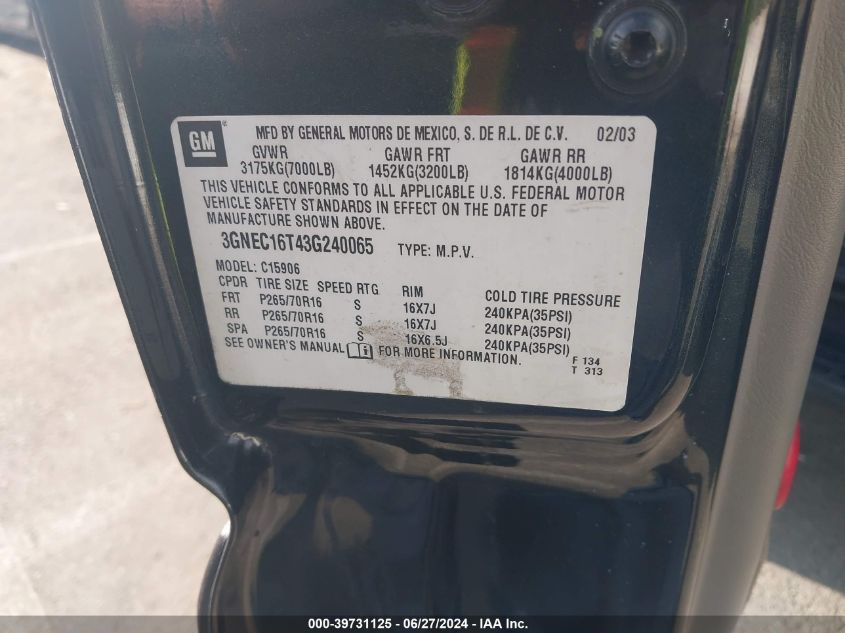 GM® MFD BY GENERAL MOTORS DE MEXICO, S. DE R.L. DE C.V. 02/03
GVWR GAWR FRT GAWR RR
3175KG(7000LB) 1452KG(3200LB) 1814KG(4000LB)
THIS VEHICLE CONFORMS TO ALL APPLICABLE U.S. FEDERAL MOTOR
VEHICLE SAFETY STANDARDS IN EFFECT ON THE DATE OF
MANUFACTURE SHOWN ABOVE.
3GNEC16T43G240065 TYPE: M.P.V.
MODEL: C15906
CPDR TIRE SIZE SPEED RTG RIM COLD TIRE PRESSURE
FRT P265/70R16 S 16X7J 240KPA(35PSI)
RR P265/70R16 S 16X7J 240KPA(35PSI)
SPA P265/70R16 S 16X6.5J 240KPA(35PSI)
SEE OWNER'S MANUAL FOR MORE INFORMATION.
F 134
T 313
000-39731125 - 06/27/2024 - IAA Inc.